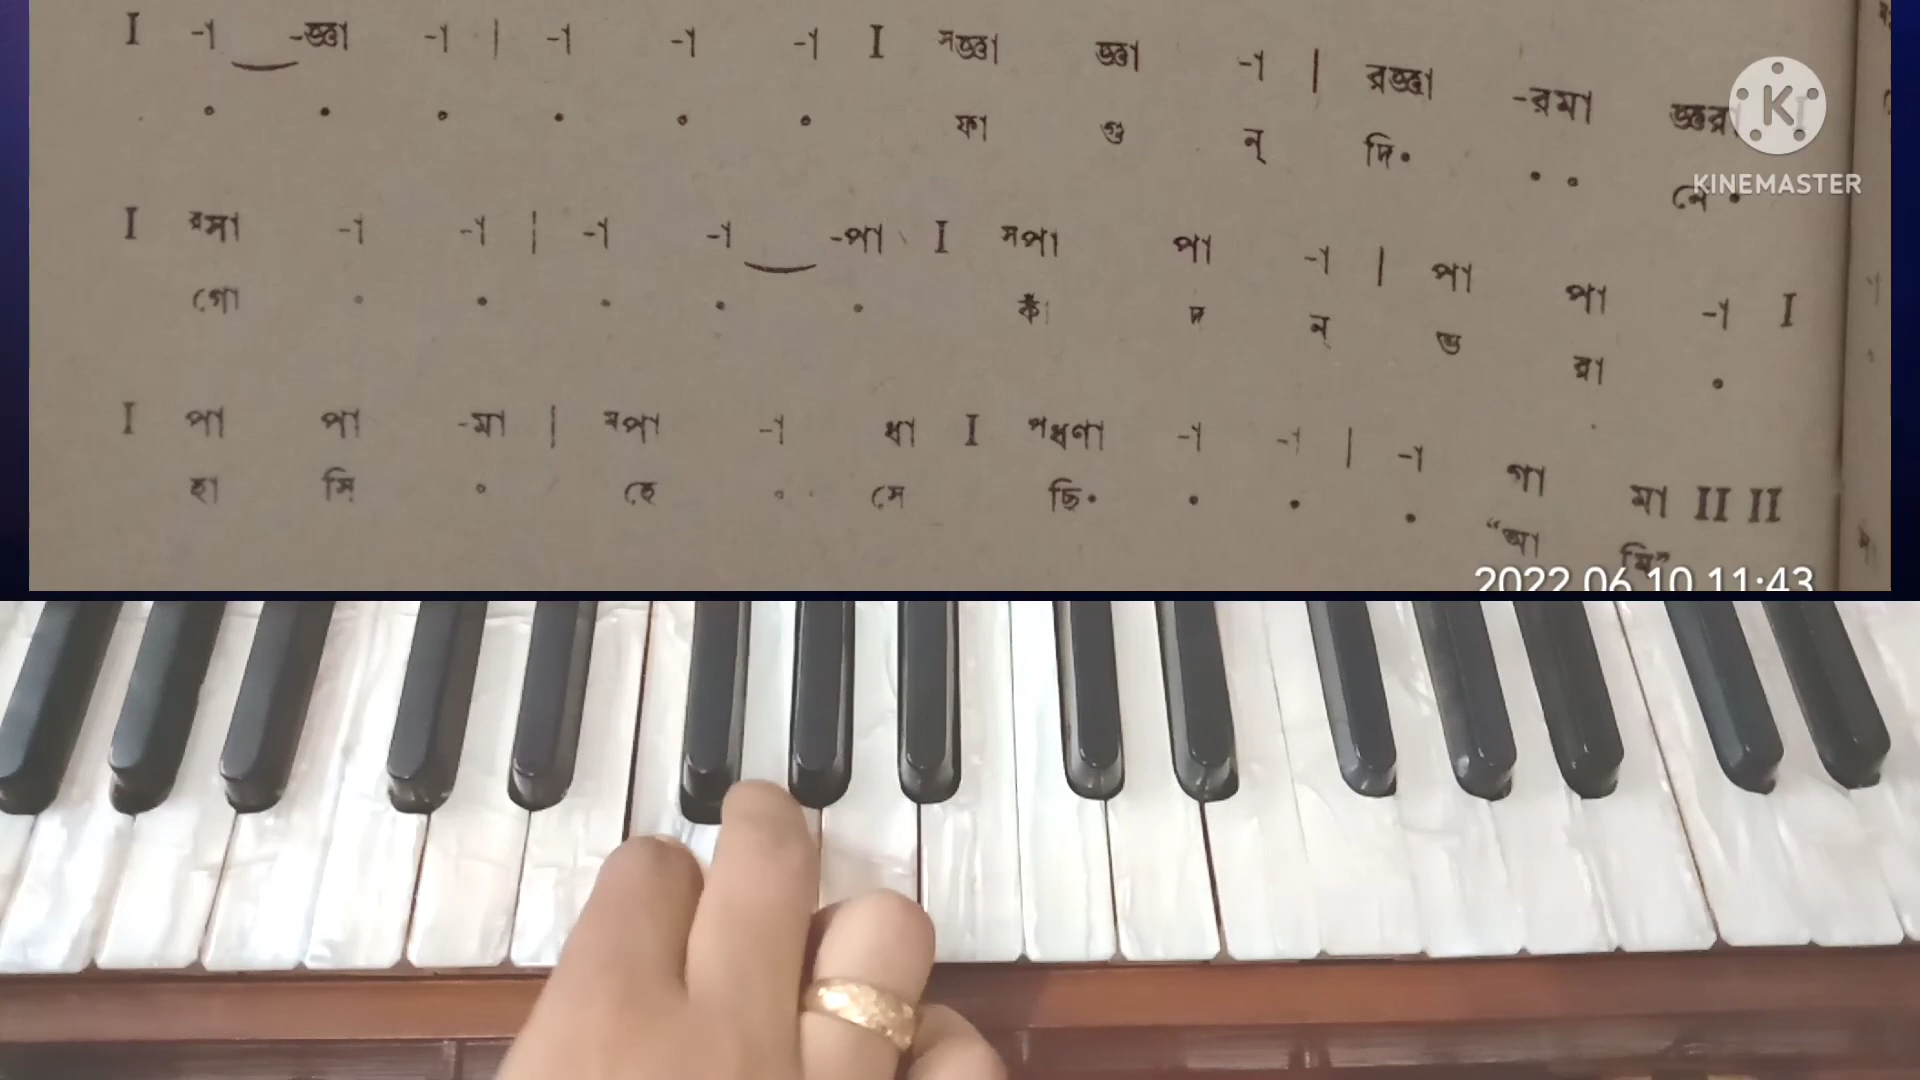 I -া -জ্ঞা -া | -া -া -া I সজ্ঞা জ্ঞা -া | রজ্ঞা -রমা জ্ঞরা I
• • • • • • ফা গু ন্ দি• • • নে •
I রসা -া -া | -া -া -পা I সপা পা -া | পা পা -া I
গো • • • • • কাঁ দ ন্ ভ রা •
I পা পা -মা | মপা -া ধা I পধণা -া -া | -া গা মা II II
হা সি • হে • সে ছি• • • • “আ মি”
KINEMASTER
2022.06.10 11:43